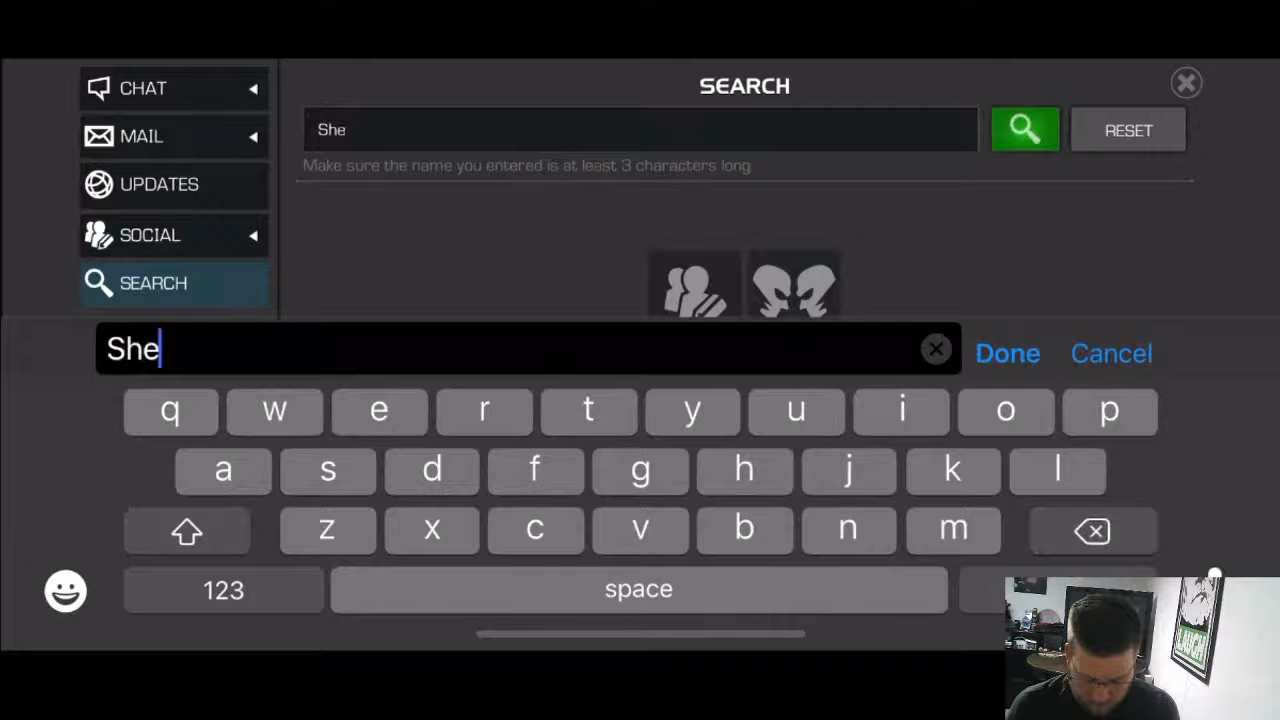 CHAT
MAIL
UPDATES
SOCIAL
SEARCH
SEARCH
She
RESET
Make sure the name you entered is at least 3 characters long
She
Done
Cancel
q w e r t y u i o p
a s d f g h j k l
z x c v b n m
123
space
LAUGH